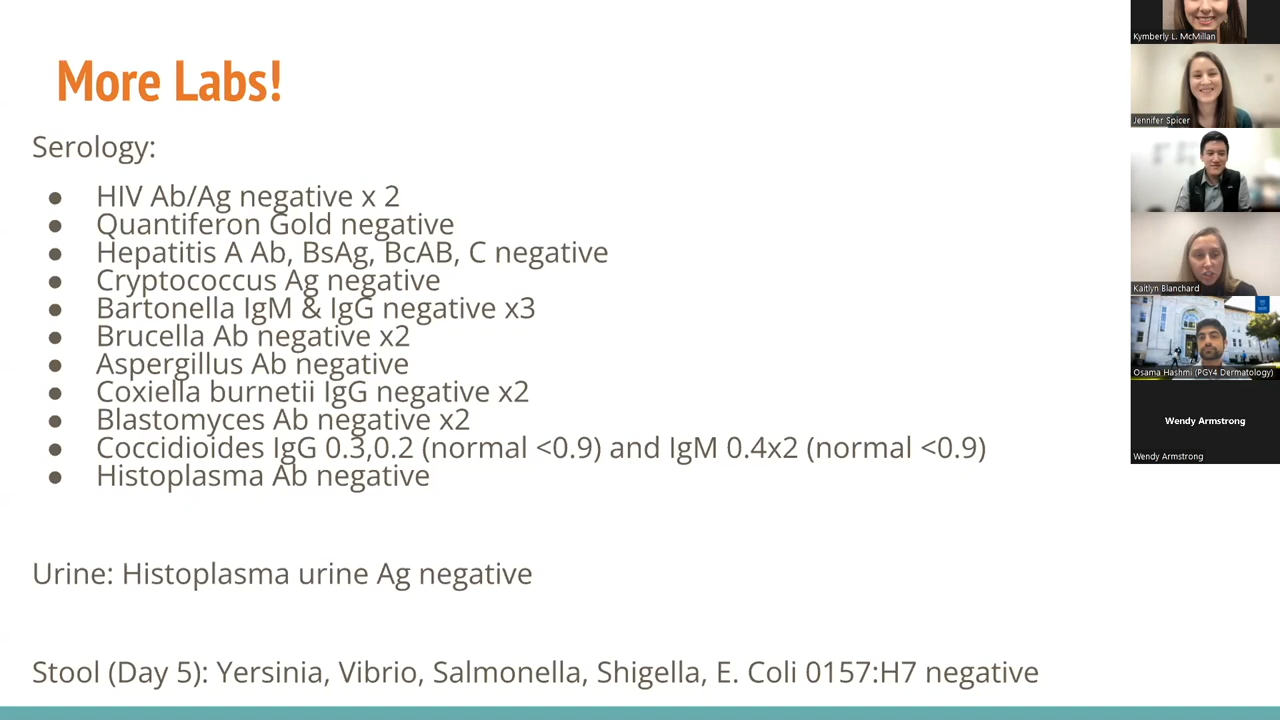 More Labs!
Serology:
● HIV Ab/Ag negative x 2
● Quantiferon Gold negative
● Hepatitis A Ab, BsAg, BcAB, C negative
● Cryptococcus Ag negative
● Bartonella IgM & IgG negative x3
● Brucella Ab negative x2
● Aspergillus Ab negative
● Coxiella burnetii IgG negative x2
● Blastomyces Ab negative x2
● Coccidioides IgG 0.3,0.2 (normal <0.9) and IgM 0.4x2 (normal <0.9)
● Histoplasma Ab negative
Urine: Histoplasma urine Ag negative
Stool (Day 5): Yersinia, Vibrio, Salmonella, Shigella, E. Coli 0157:H7 negative
Kymberly L. McMillan
Jennifer Spicer
Kaitlyn Blanchard
Osama Hashmi (PGY4 Dermatology)
Wendy Armstrong
Wendy Armstrong